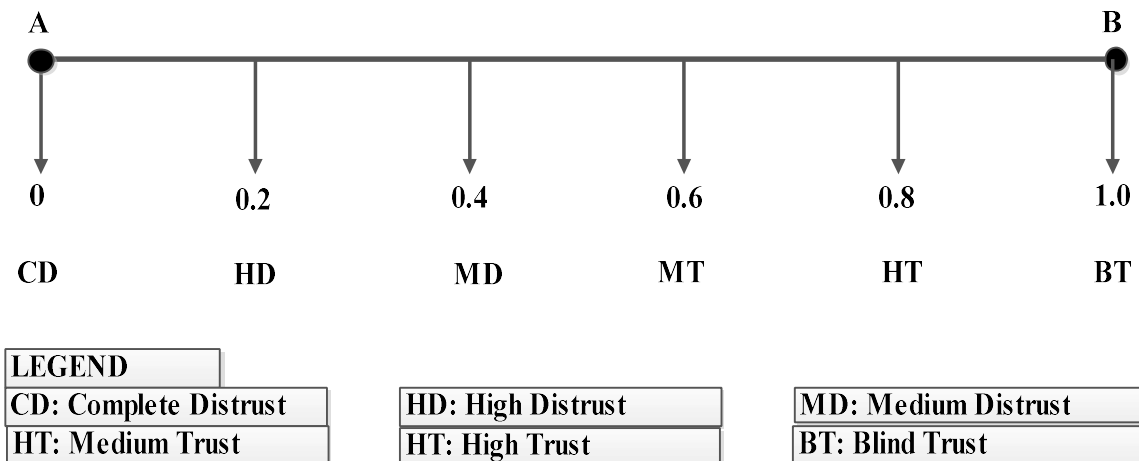 A B
0 0.2 0.4 0.6 0.8 1.0
CD HD MD MT HT BT
LEGEND
CD: Complete Distrust HD: High Distrust MD: Medium Distrust
HT: Medium Trust HT: High Trust BT: Blind Trust